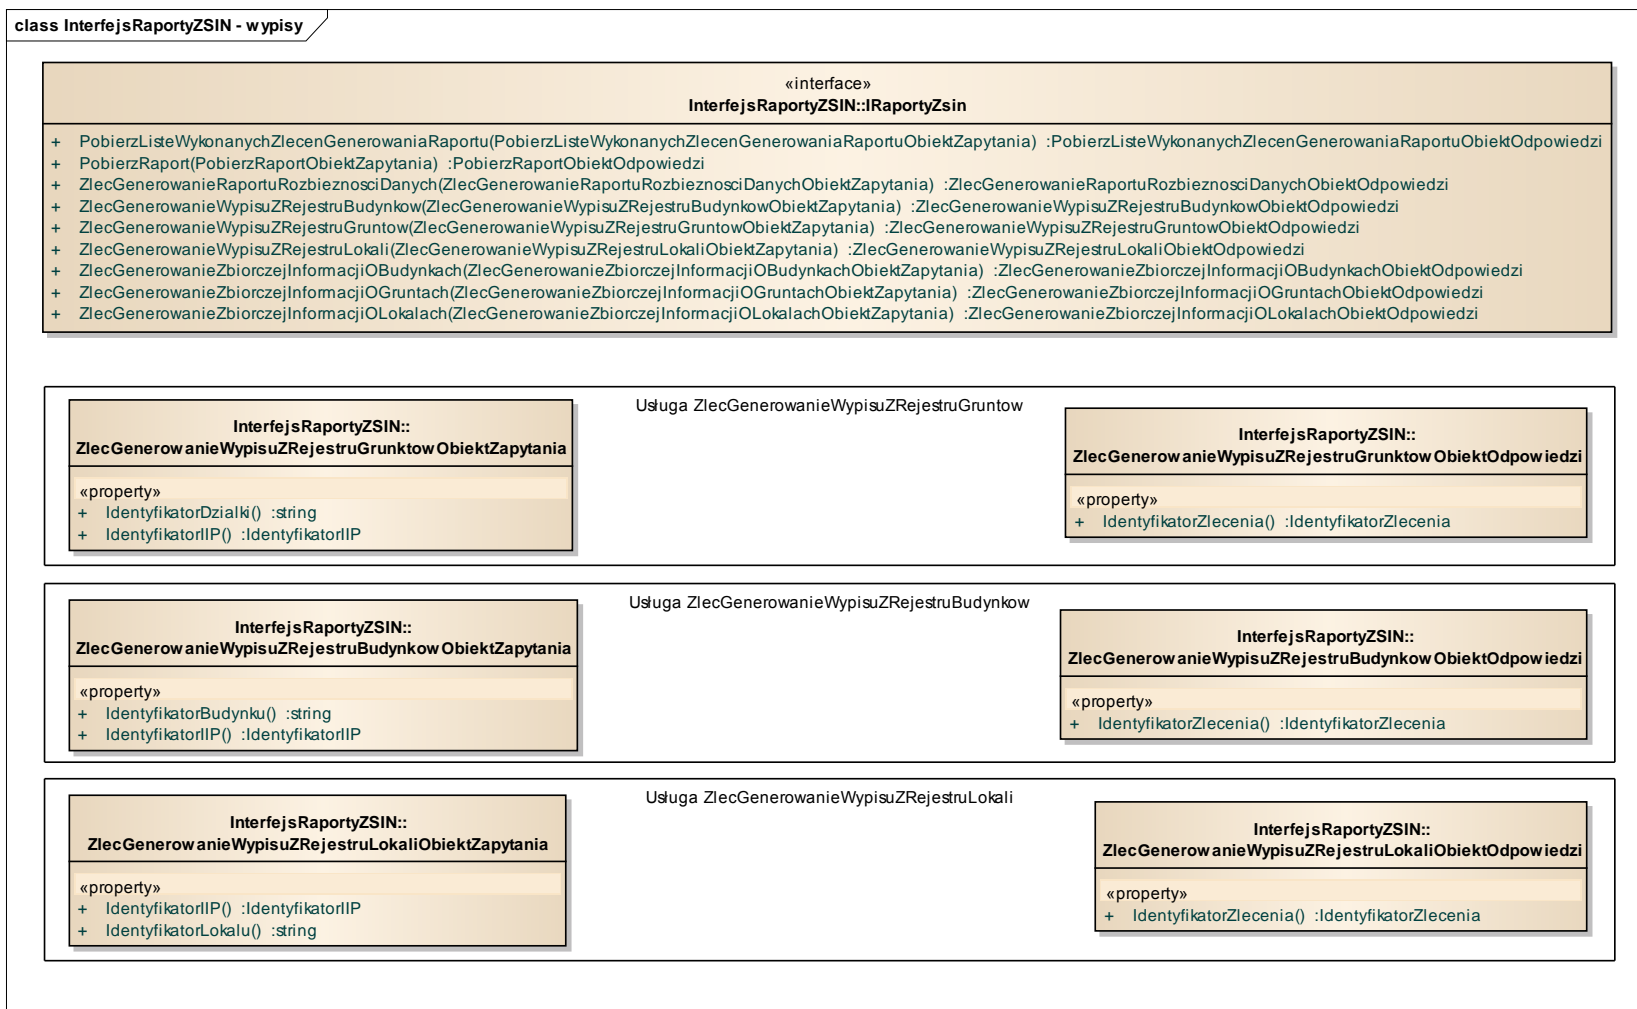 class InterfejsRaportyZSIN - wypisy
«interface»
InterfejsRaportyZSIN::IRaportyZsin
+ PobierzListeWykonanychZlecenGenerowaniaRaportu(PobierzListeWykonanychZlecenGenerowaniaRaportuObiektZapytania) :PobierzListeWykonanychZlecenGenerowaniaRaportuObiektOdpowiedzi
+ PobierzRaport(PobierzRaportObiektZapytania) :PobierzRaportObiektOdpowiedzi
+ ZlecGenerowanieRaportuRozbieznosciDanych(ZlecGenerowanieRaportuRozbieznosciDanychObiektZapytania) :ZlecGenerowanieRaportuRozbieznosciDanychObiektOdpowiedzi
+ ZlecGenerowanieWypisuZRejestruBudynkow(ZlecGenerowanieWypisuZRejestruBudynkowObiektZapytania) :ZlecGenerowanieWypisuZRejestruBudynkowObiektOdpowiedzi
+ ZlecGenerowanieWypisuZRejestruGruntow(ZlecGenerowanieWypisuZRejestruGruntowObiektZapytania) :ZlecGenerowanieWypisuZRejestruGruntowObiektOdpowiedzi
+ ZlecGenerowanieWypisuZRejestruLokali(ZlecGenerowanieWypisuZRejestruLokaliObiektZapytania) :ZlecGenerowanieWypisuZRejestruLokaliObiektOdpowiedzi
+ ZlecGenerowanieZbiorczejInformacjiOBudynkach(ZlecGenerowanieZbiorczejInformacjiOBudynkachObiektZapytania) :ZlecGenerowanieZbiorczejInformacjiOBudynkachObiektOdpowiedzi
+ ZlecGenerowanieZbiorczejInformacjiOGruntach(ZlecGenerowanieZbiorczejInformacjiOGruntachObiektZapytania) :ZlecGenerowanieZbiorczejInformacjiOGruntachObiektOdpowiedzi
+ ZlecGenerowanieZbiorczejInformacjiOLokalach(ZlecGenerowanieZbiorczejInformacjiOLokalachObiektZapytania) :ZlecGenerowanieZbiorczejInformacjiOLokalachObiektOdpowiedzi
Usługa ZlecGenerowanieWypisuZRejestruGruntow
InterfejsRaportyZSIN::
ZlecGenerowanieWypisuZRejestruGrunktowObiektZapytania
«property»
+ IdentyfikatorDzialki() :string
+ IdentyfikatorIIP() :IdentyfikatorIIP
InterfejsRaportyZSIN::
ZlecGenerowanieWypisuZRejestruGrunktowObiektOdpowiedzi
«property»
+ IdentyfikatorZlecenia() :IdentyfikatorZlecenia
Usługa ZlecGenerowanieWypisuZRejestruBudynkow
InterfejsRaportyZSIN::
ZlecGenerowanieWypisuZRejestruBudynkowObiektZapytania
«property»
+ IdentyfikatorBudynku() :string
+ IdentyfikatorIIP() :IdentyfikatorIIP
InterfejsRaportyZSIN::
ZlecGenerowanieWypisuZRejestruBudynkowObiektOdpowiedzi
«property»
+ IdentyfikatorZlecenia() :IdentyfikatorZlecenia
Usługa ZlecGenerowanieWypisuZRejestruLokali
InterfejsRaportyZSIN::
ZlecGenerowanieWypisuZRejestruLokaliObiektZapytania
«property»
+ IdentyfikatorIIP() :IdentyfikatorIIP
+ IdentyfikatorLokalu() :string
InterfejsRaportyZSIN::
ZlecGenerowanieWypisuZRejestruLokaliObiektOdpowiedzi
«property»
+ IdentyfikatorZlecenia() :IdentyfikatorZlecenia